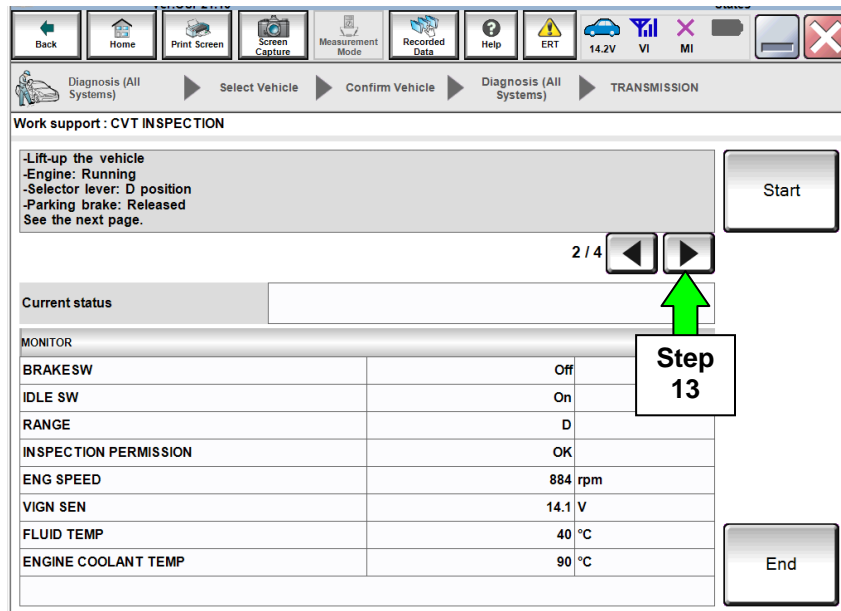 Back
Home
Print Screen
Screen
Capture
Measurement
Mode
Recorded
Data
Help
ERT
14.2V
VI
MI
Diagnosis (All
Systems)
Select Vehicle
Confirm Vehicle
Diagnosis (All
Systems)
TRANSMISSION
Work support : CVT INSPECTION
-Lift-up the vehicle
-Engine: Running
-Selector lever: D position
-Parking brake: Released
See the next page.
Start
2 / 4
Current status
MONITOR
Step
13
BRAKESW Off
IDLE SW On
RANGE D
INSPECTION PERMISSION OK
ENG SPEED 884 rpm
VIGN SEN 14.1 V
FLUID TEMP 40 °C
ENGINE COOLANT TEMP 90 °C
End